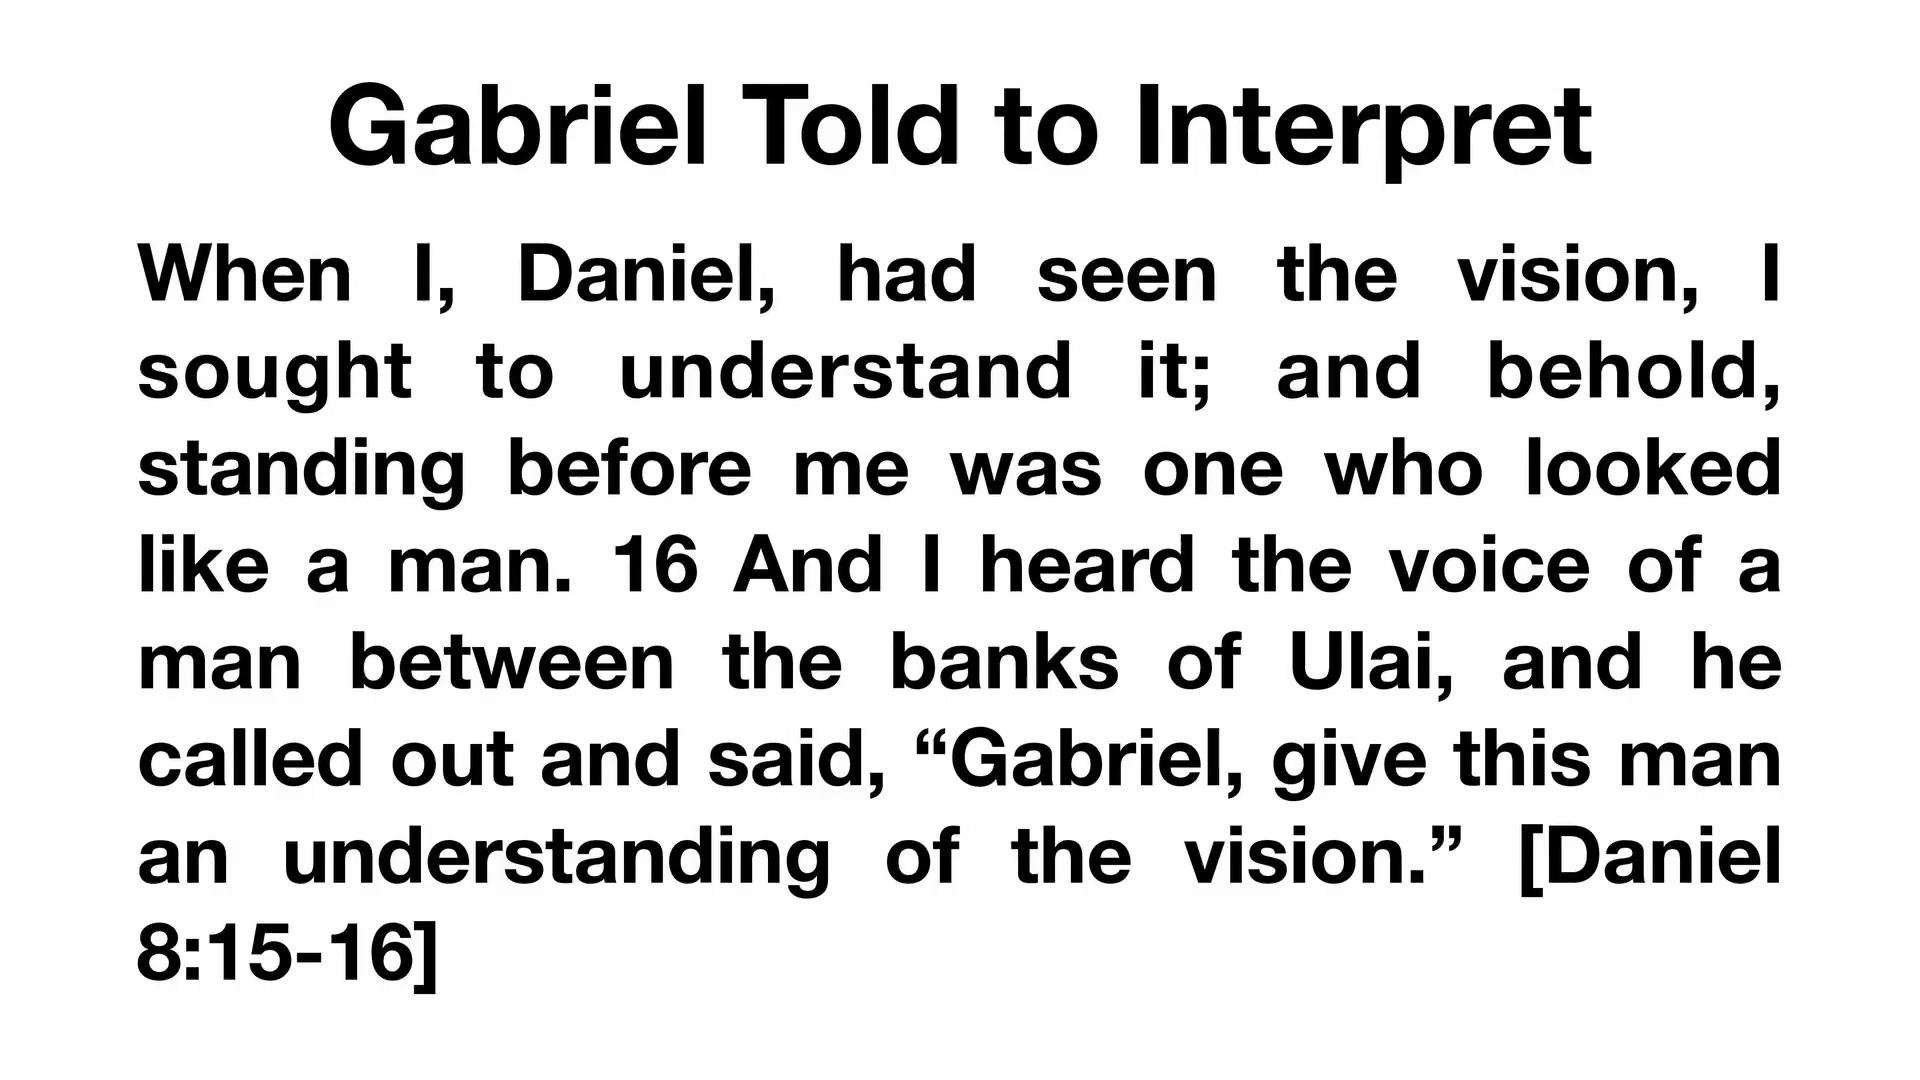 Gabriel Told to Interpret
When I, Daniel, had seen the vision, I
sought to understand it; and behold,
standing before me was one who looked
like a man. 16 And I heard the voice of a
man between the banks of Ulai, and he
called out and said, “Gabriel, give this man
an understanding of the vision.” [Daniel
8:15-16]